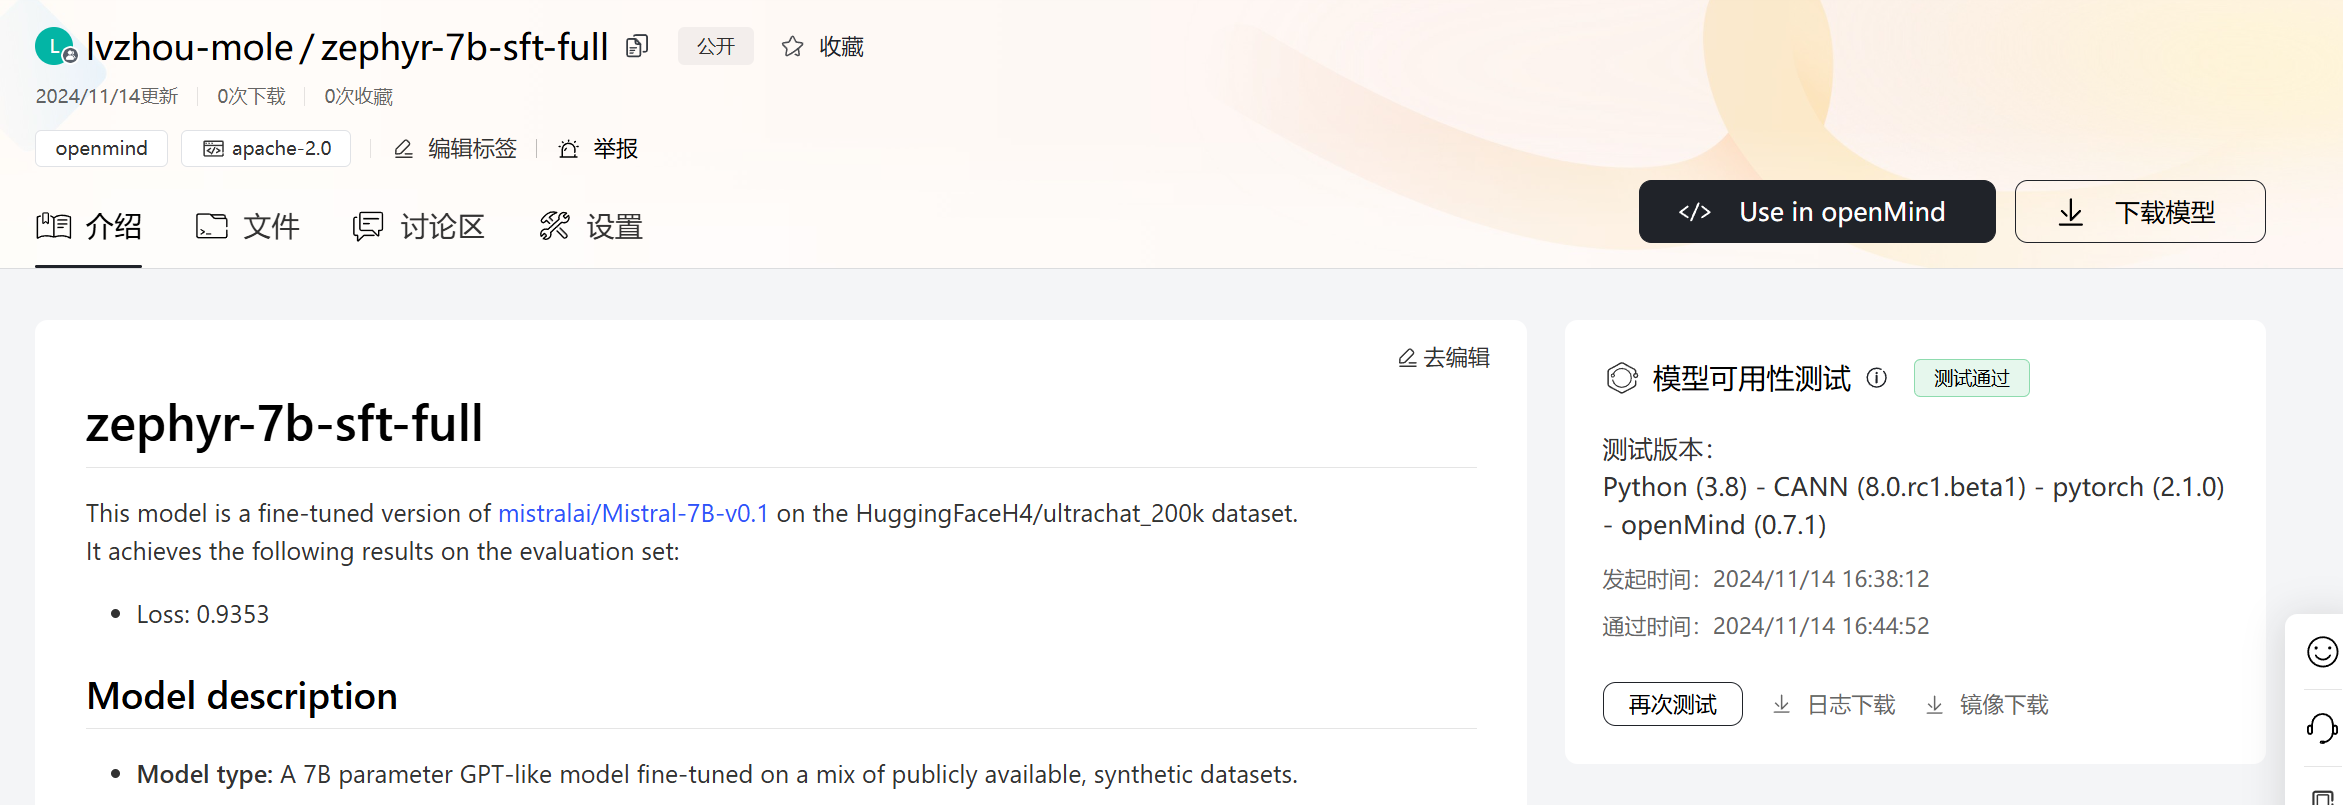 L lvzhou-mole / zephyr-7b-sft-full 公开 收藏
2024/11/14更新 0次下载 0次收藏
openmind apache-2.0 编辑标签 举报
介绍 文件 讨论区 设置
Use in openMind 下载模型
去编辑
zephyr-7b-sft-full
This model is a fine-tuned version of mistralai/Mistral-7B-v0.1 on the HuggingFaceH4/ultrachat_200k dataset.
It achieves the following results on the evaluation set:
Loss: 0.9353
Model description
Model type: A 7B parameter GPT-like model fine-tuned on a mix of publicly available, synthetic datasets.
模型可用性测试 测试通过
测试版本：
Python (3.8) - CANN (8.0.rc1.beta1) - pytorch (2.1.0)
- openMind (0.7.1)
发起时间：2024/11/14 16:38:12
通过时间：2024/11/14 16:44:52
再次测试 日志下载 镜像下载